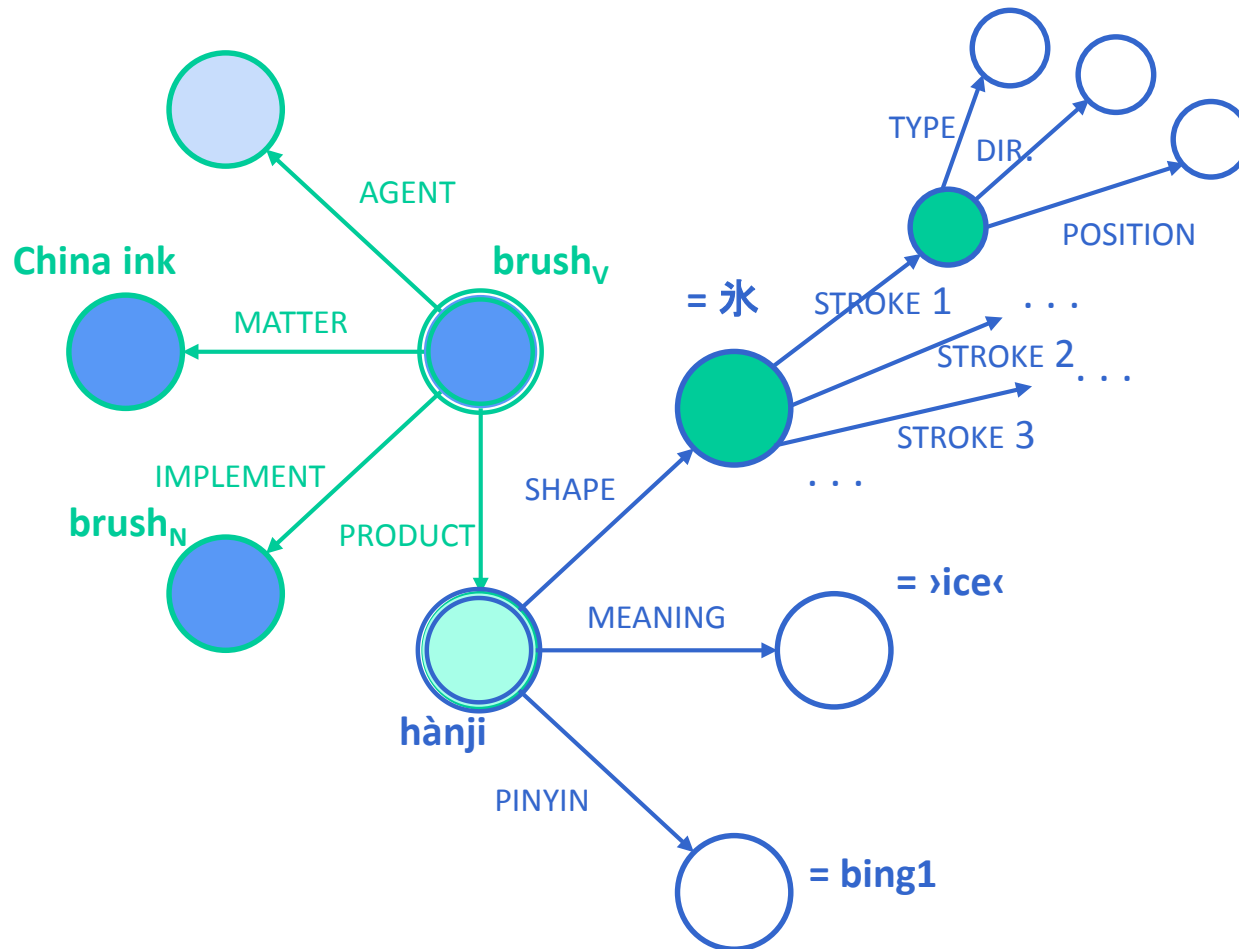 TYPE
DIR.
AGENT
POSITION
China ink
brushV
= 氷
STROKE 1
. . .
MATTER
STROKE 2
. . .
STROKE 3
IMPLEMENT
SHAPE
. . .
brushN
PRODUCT
= ›ice‹
MEANING
hànji
PINYIN
= bing1